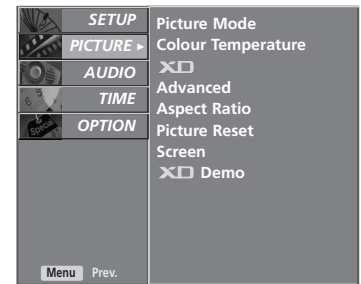 SETUP
PICTURE ►
AUDIO
TIME
OPTION
Menu Prev.
Picture Mode
Colour Temperature
XD
Advanced
Aspect Ratio
Picture Reset
Screen
XD Demo